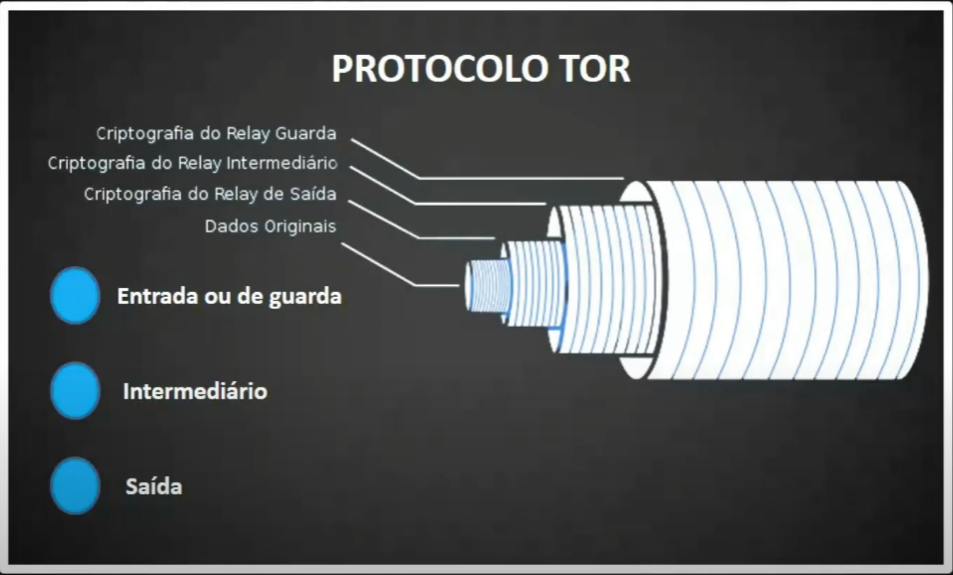 PROTOCOLO TOR
Criptografia do Relay Guarda
Criptografia do Relay Intermediário
Criptografia do Relay de Saída
Dados Originais
Entrada ou de guarda
Intermediário
Saída